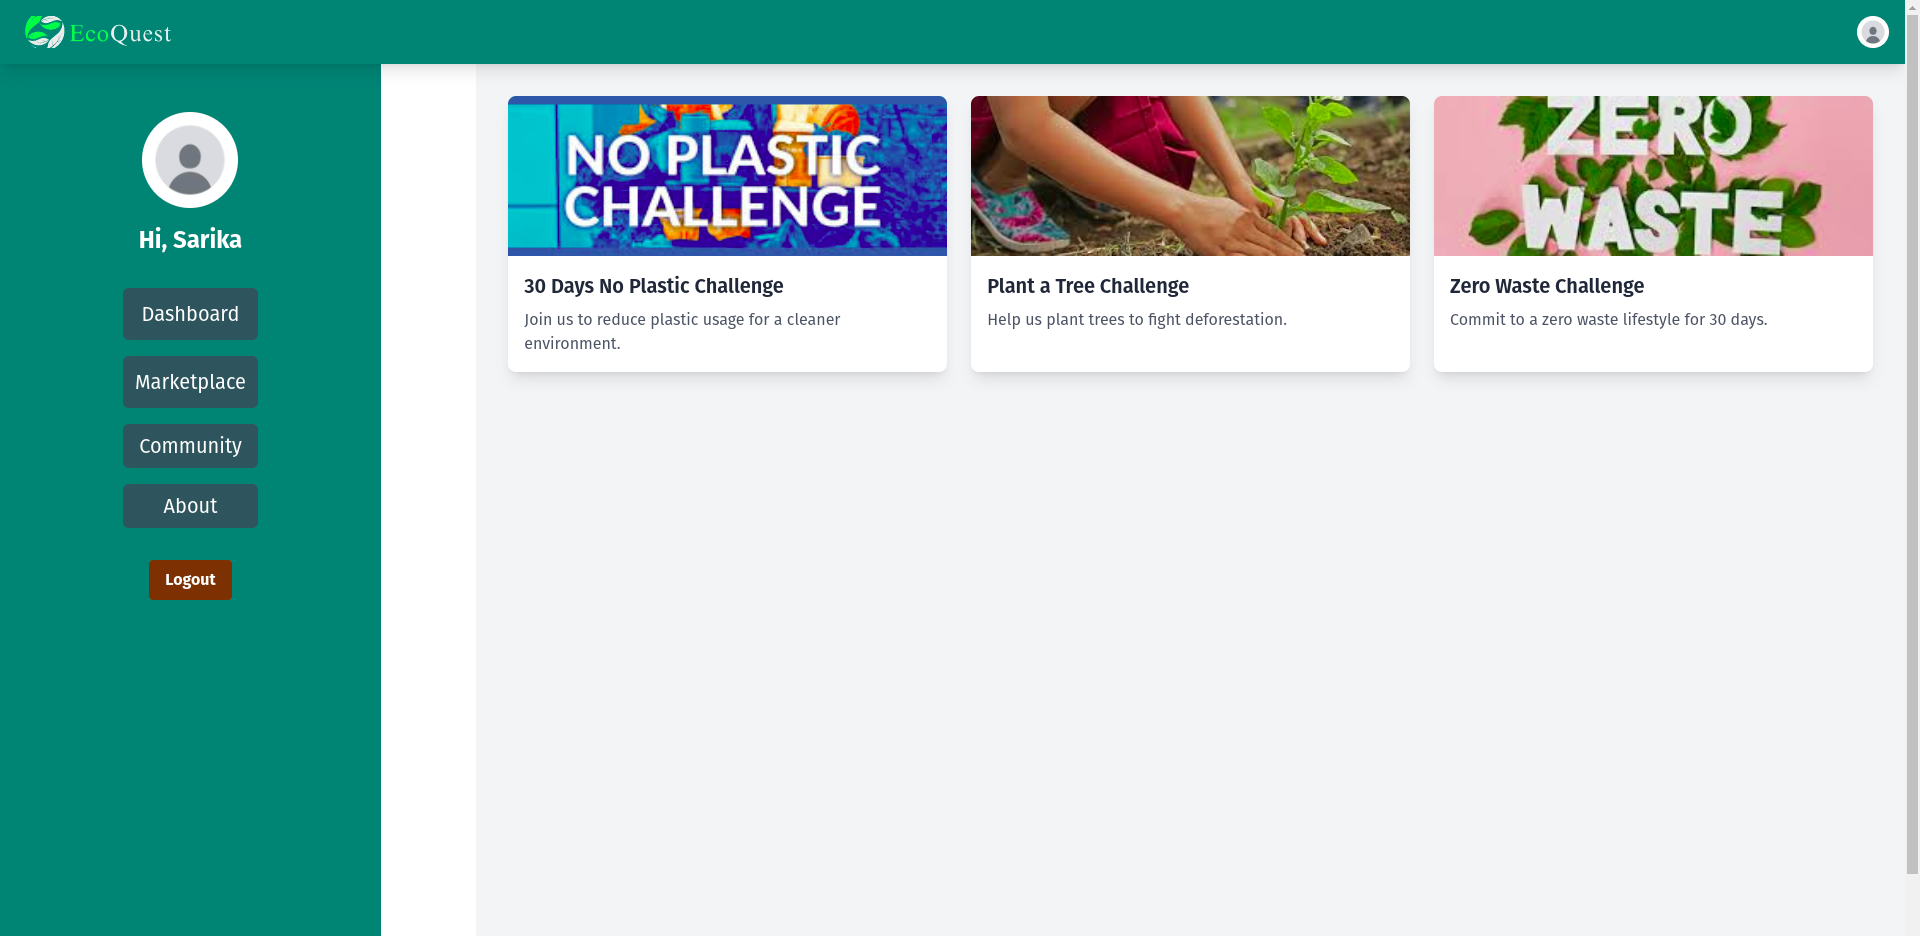 EcoQuest
Hi, Sarika
Dashboard
Marketplace
Community
About
Logout
NO PLASTIC
CHALLENGE
30 Days No Plastic Challenge
Join us to reduce plastic usage for a cleaner
environment.
Plant a Tree Challenge
Help us plant trees to fight deforestation.
ZERO
WASTE
Zero Waste Challenge
Commit to a zero waste lifestyle for 30 days.